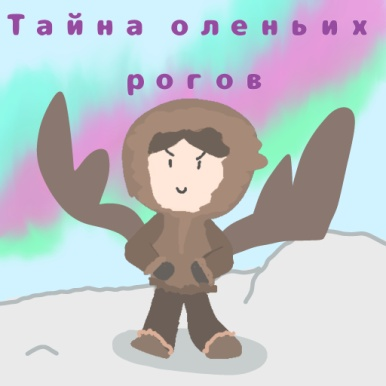 Тайна оленьих
рогов